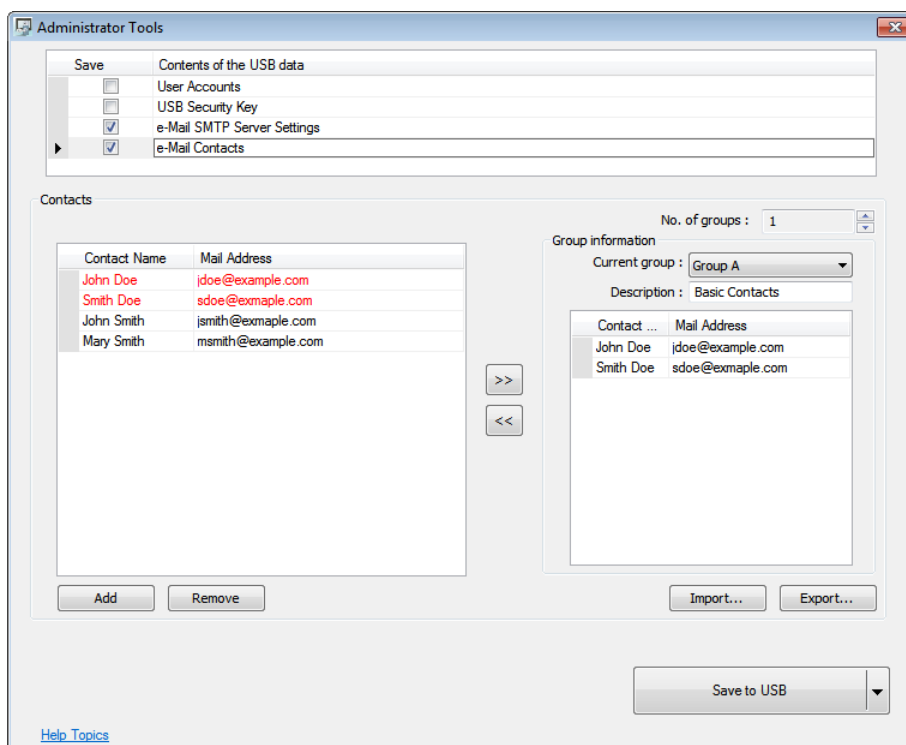 Administrator Tools
Save Contents of the USB data
User Accounts
USB Security Key
e-Mail SMTP Server Settings
e-Mail Contacts
Contacts
No. of groups : 1
Group information
Current group : Group A
Description : Basic Contacts
Contact Name Mail Address
John Doe jdoe@example.com
Smith Doe sdoe@exmaple.com
John Smith jsmith@exmaple.com
Mary Smith msmith@example.com
>>
<<
Contact ... Mail Address
John Doe jdoe@example.com
Smith Doe sdoe@exmaple.com
Add Remove
Import... Export...
Save to USB
Help Topics